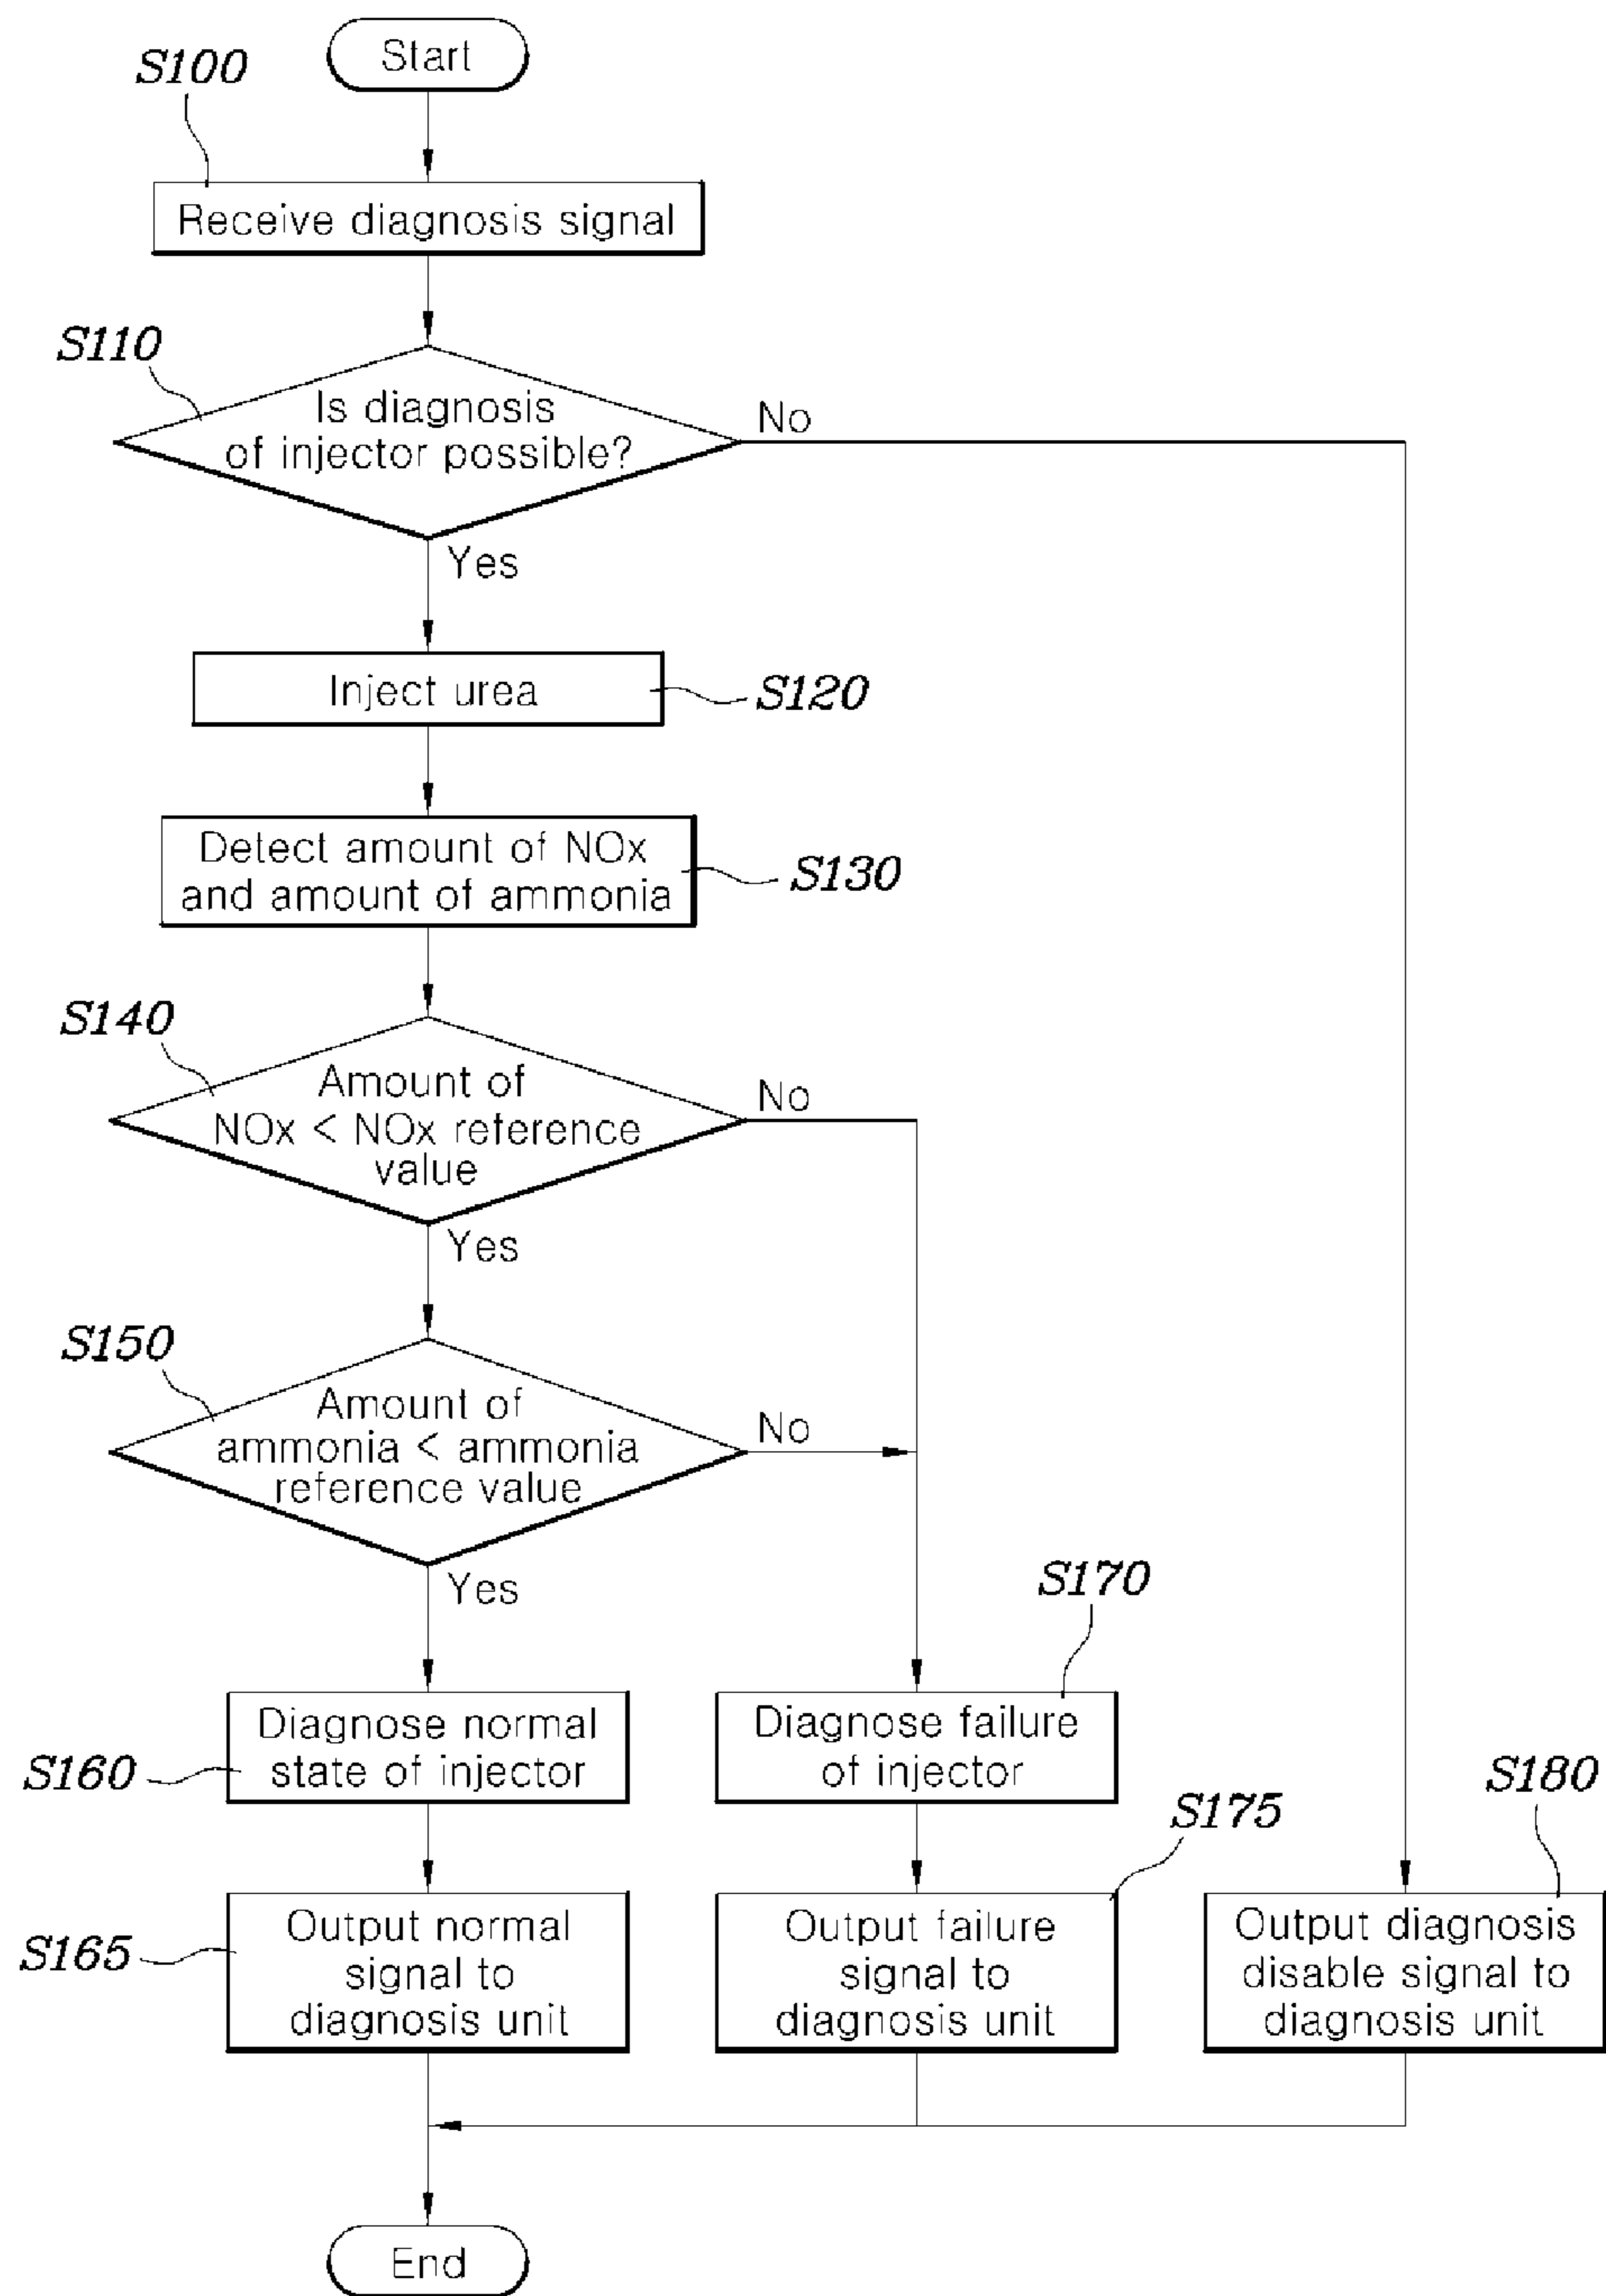 Start
S100
Receive diagnosis signal
S110
Is diagnosis
of injector possible?
No
Yes
Inject urea
S120
Detect amount of NOx
and amount of ammonia
S130
S140
Amount of
NOx < NOx reference
value
No
Yes
S150
Amount of
ammonia < ammonia
reference value
No
Yes
S170
Diagnose normal
state of injector
S160
Diagnose failure
of injector
S175
S180
Output normal
signal to
diagnosis unit
S165
Output failure
signal to
diagnosis unit
Output diagnosis
disable signal to
diagnosis unit
End